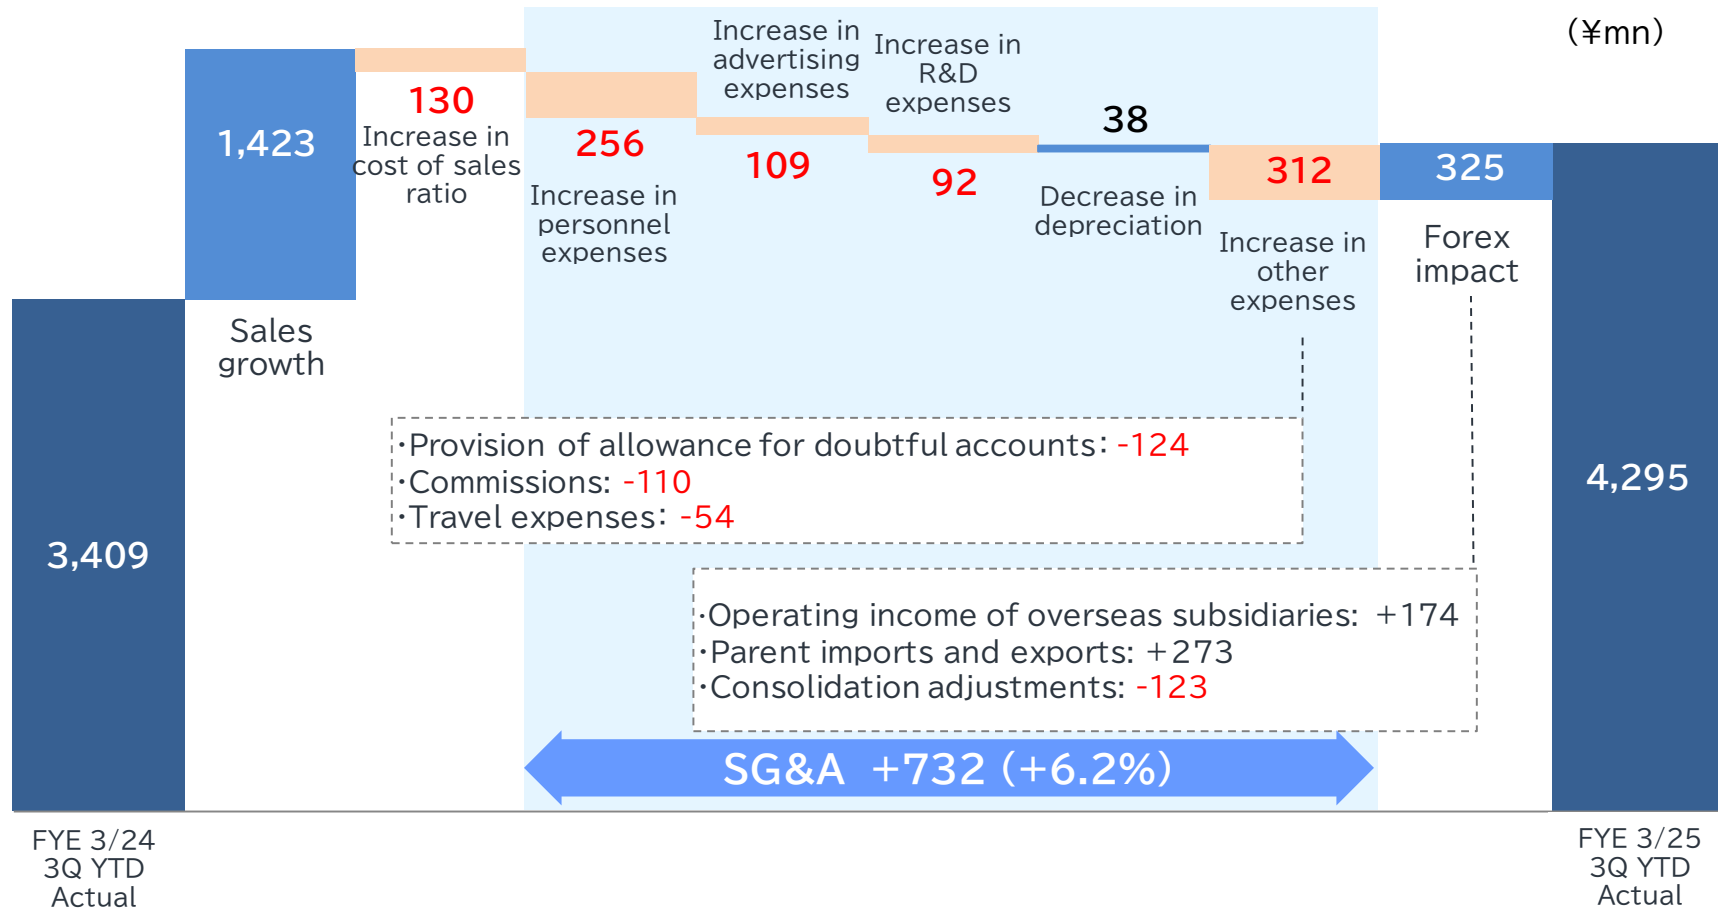 (¥mn)
3,409
FYE 3/24
3Q YTD
Actual
1,423
Sales
growth
130
Increase in
cost of sales
ratio
256
Increase in
personnel
expenses
Increase in
advertising
expenses
109
Increase in
R&D
expenses
92
38
Decrease in
depreciation
312
Increase in
other
expenses
325
Forex
impact
・Provision of allowance for doubtful accounts: -124
・Commissions: -110
・Travel expenses: -54
・Operating income of overseas subsidiaries: +174
・Parent imports and exports: +273
・Consolidation adjustments: -123
SG&A +732 (+6.2%)
4,295
FYE 3/25
3Q YTD
Actual